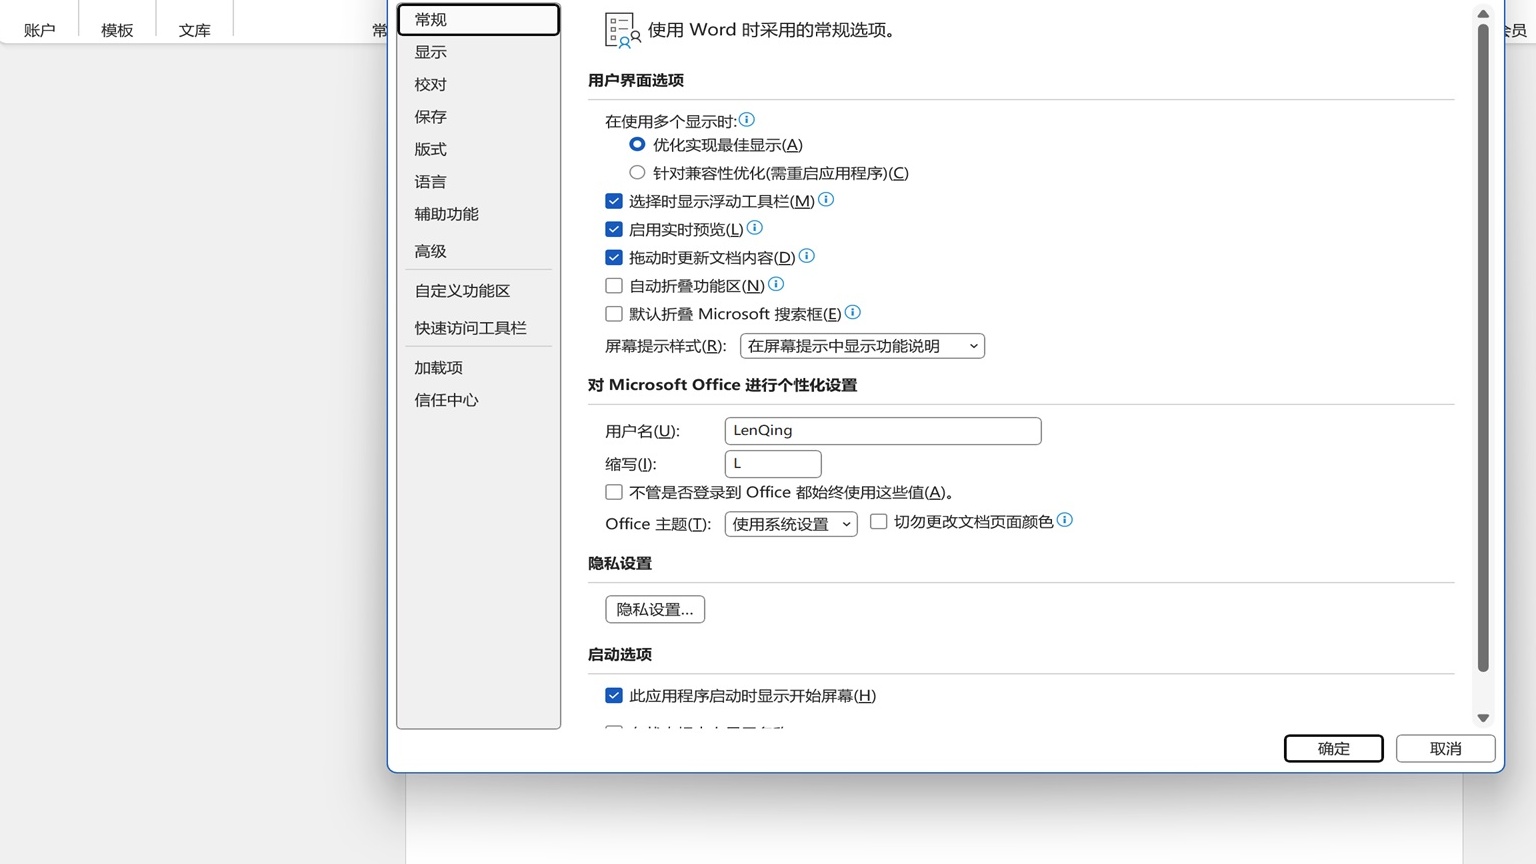 账户
模板
文库
常
会员
常规
显示
校对
保存
版式
语言
辅助功能
高级
自定义功能区
快速访问工具栏
加载项
信任中心
使用 Word 时采用的常规选项。
用户界面选项
在使用多个显示时:
优化实现最佳显示(A)
针对兼容性优化(需重启应用程序)(C)
选择时显示浮动工具栏(M)
启用实时预览(L)
拖动时更新文档内容(D)
自动折叠功能区(N)
默认折叠 Microsoft 搜索框(E)
屏幕提示样式(R): 在屏幕提示中显示功能说明
对 Microsoft Office 进行个性化设置
用户名(U): LenQing
缩写(I): L
不管是否登录到 Office 都始终使用这些值(A)。
Office 主题(T): 使用系统设置 切勿更改文档页面颜色
隐私设置
隐私设置...
启动选项
此应用程序启动时显示开始屏幕(H)
确定
取消